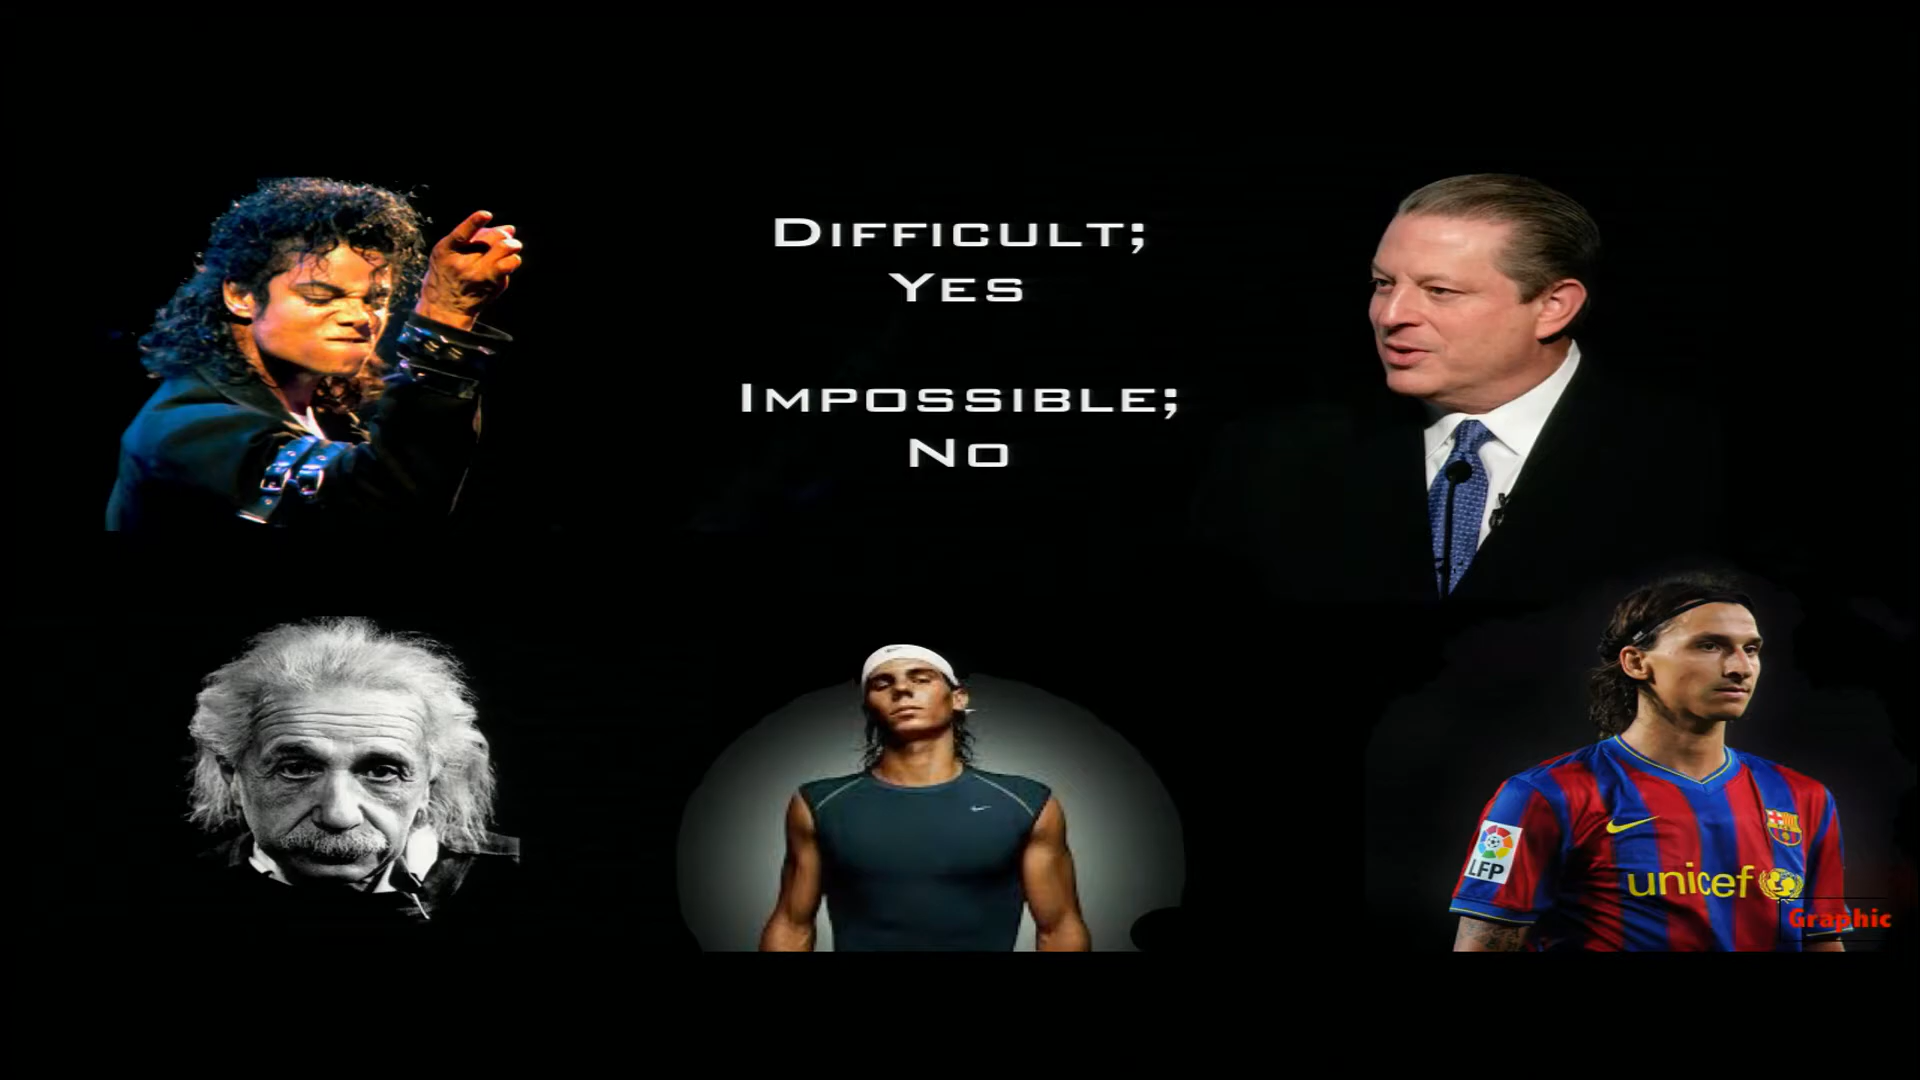 Difficult;
Yes
Impossible;
No
LFP
unicef
Graphic